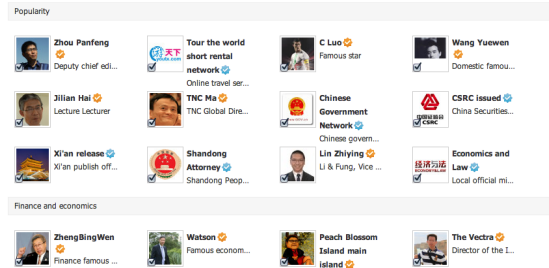 Popularity
Zhou Panfeng
Deputy chief edi...
Tour the world
short rental
network
Online travel ser...
C Luo
Famous star
Wang Yuewen
Domestic famou...
Jilian Hai
Lecture Lecturer
TNC Ma
TNC Global Dire...
Chinese
Government
Network
Chinese govern...
CSRC issued
China Securities...
Xi'an release
Xi'an publish off...
Shandong
Attorney
Shandong Peop...
Lin Zhiying
Li & Fung, Vice ...
Economics and
Law
Local official mi...
Finance and economics
ZhengBingWen
Finance famous ...
Watson
Famous econom...
Peach Blossom
Island main
island
The Vectra
Director of the I...
天下
CSRC